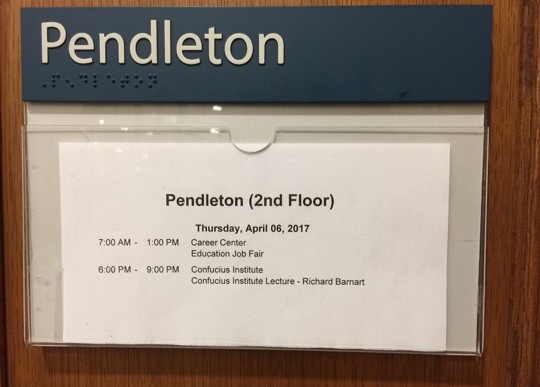 Pendleton
Pendleton (2nd Floor)
Thursday, April 06, 2017
7:00 AM - 1:00 PM Career Center
Education Job Fair
6:00 PM - 9:00 PM Confucius Institute
Confucius Institute Lecture - Richard Barnart